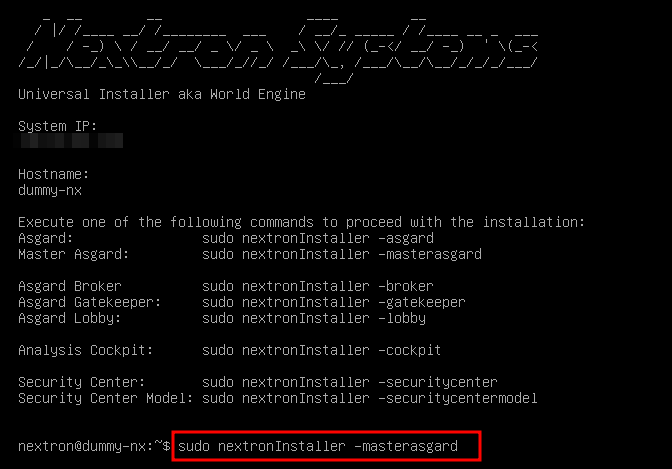 Nextron Systems
Universal Installer aka World Engine
System IP:
Hostname:
dummy-nx
Execute one of the following commands to proceed with the installation:
Asgard: sudo nextronInstaller -asgard
Master Asgard: sudo nextronInstaller -masterasgard
Asgard Broker sudo nextronInstaller -broker
Asgard Gatekeeper: sudo nextronInstaller -gatekeeper
Asgard Lobby: sudo nextronInstaller -lobby
Analysis Cockpit: sudo nextronInstaller -cockpit
Security Center: sudo nextronInstaller -securitycenter
Security Center Model: sudo nextronInstaller -securitycentermodel
nextron@dummy-nx:~$ sudo nextronInstaller -masterasgard